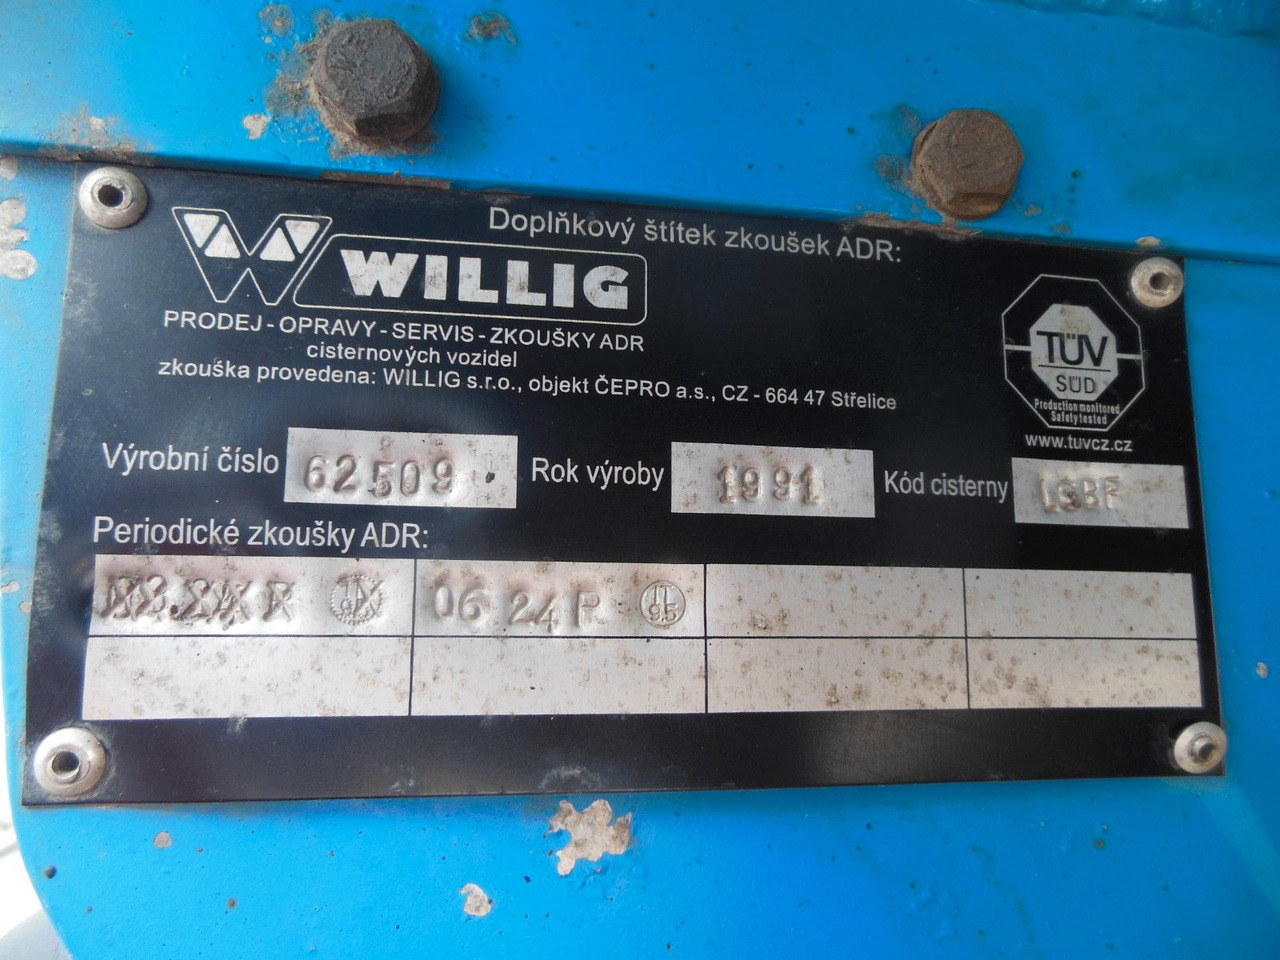 Doplňkový štítek zkoušek ADR:
WILLIG
PRODEJ - OPRAVY - SERVIS - ZKOUŠKY ADR
cisternových vozidel
zkouška provedena: WILLIG s.r.o., objekt ČEPRO a.s., CZ - 664 47 Střelice
TÜV
SÜD
Production monitored
Safety tested
www.tuvcz.cz
Výrobní číslo 62509 Rok výroby 1991 Kód cisterny LGBF
Periodické zkoušky ADR:
R 06 24 P IT 95